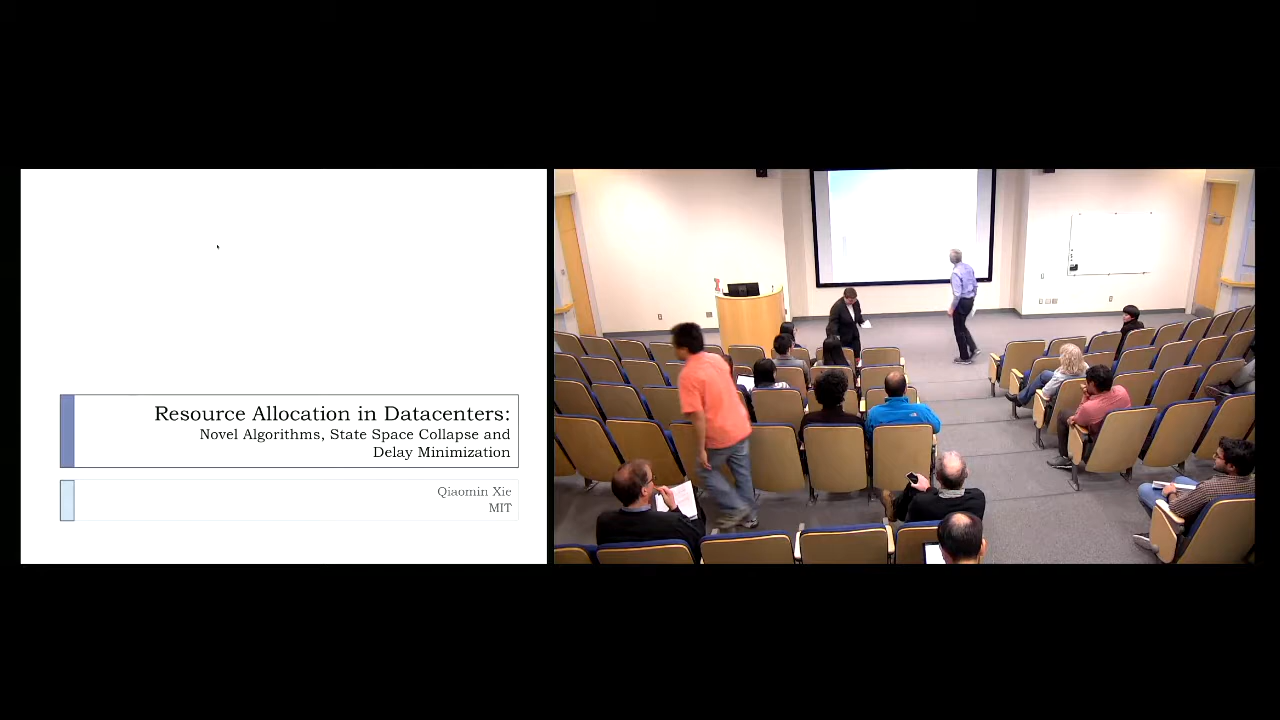 Resource Allocation in Datacenters:
Novel Algorithms, State Space Collapse and
Delay Minimization
Qiaomin Xie
MIT